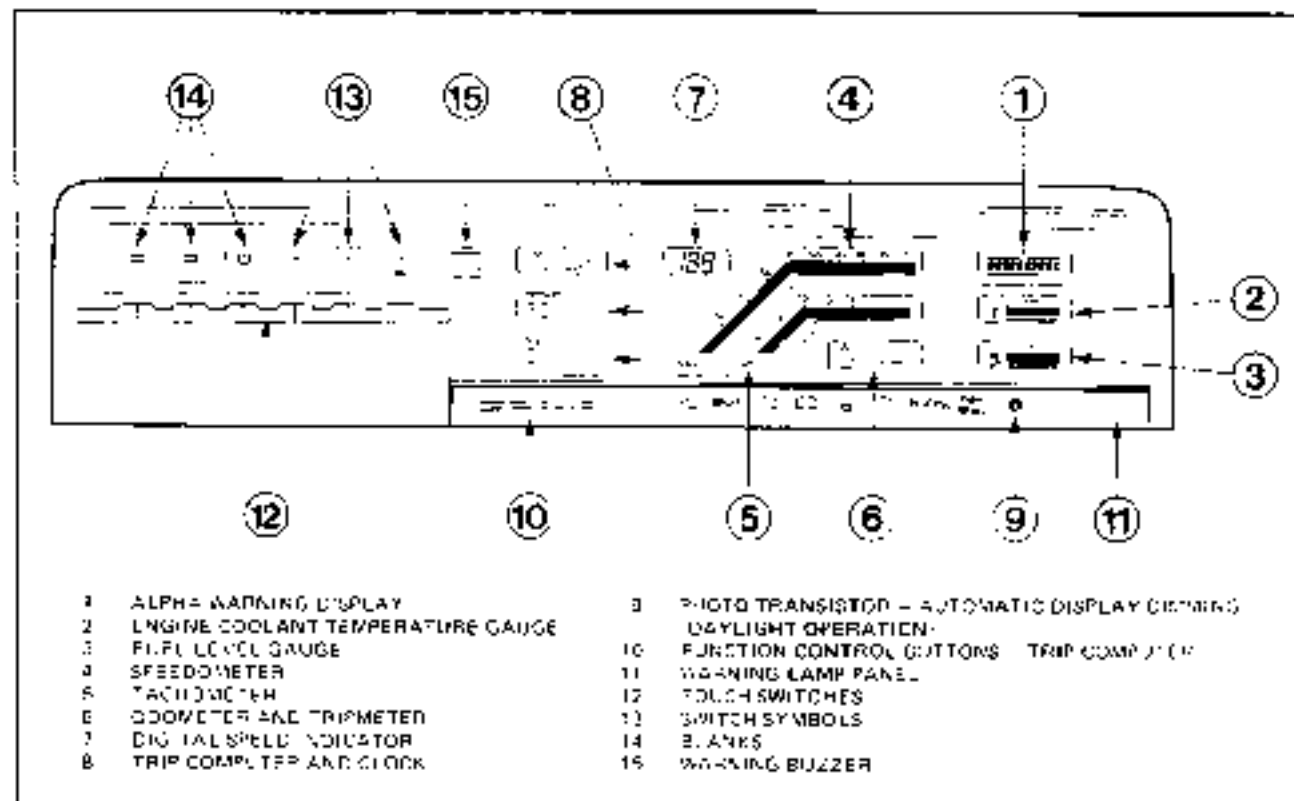 14 13 15 8 7 4 1
2
3
12 10 5 6 9 11
1 ALPHA WARNING DISPLAY
2 ENGINE COOLANT TEMPERATURE GAUGE
3 FUEL LEVEL GAUGE
4 SPEEDOMETER
5 TACHOMETER
6 ODOMETER AND TRIPMETER
7 DIGITAL SPEED INDICATOR
8 TRIP COMPUTER AND CLOCK
9 PHOTO TRANSISTOR – AUTOMATIC DISPLAY DIMMING
DAYLIGHT OPERATION
10 FUNCTION CONTROL BUTTONS TRIP COMPUTER
11 WARNING LAMP PANEL
12 TOUCH SWITCHES
13 SWITCH SYMBOLS
14 BLANKS
15 WARNING BUZZER